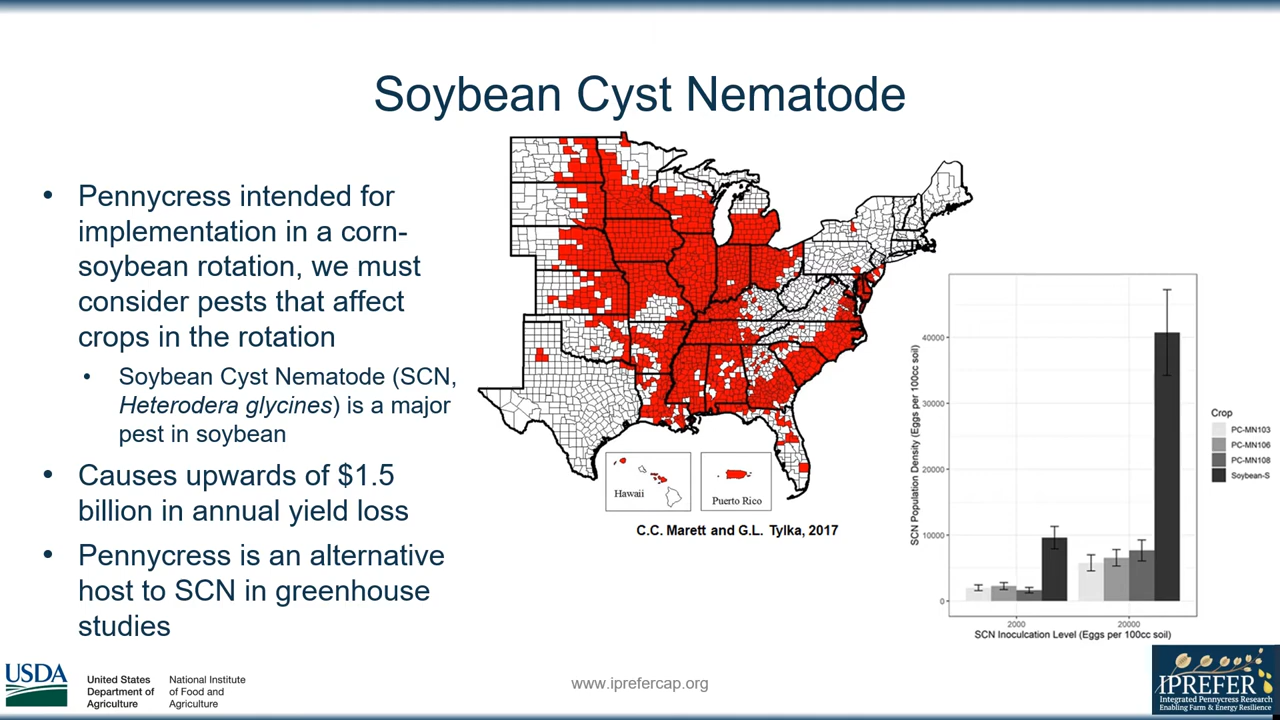 Soybean Cyst Nematode
• Pennycress intended for
implementation in a corn-
soybean rotation, we must
consider pests that affect
crops in the rotation
• Soybean Cyst Nematode (SCN,
Heterodera glycines) is a major
pest in soybean
• Causes upwards of $1.5
billion in annual yield loss
• Pennycress is an alternative
host to SCN in greenhouse
studies
Hawaii
Puerto Rico
C.C. Marett and G.L. Tylka, 2017
SCN Population Density (Eggs per 100cc soil)
40000
30000
20000
10000
0
2000
20000
SCN Inoculcation Level (Eggs per 100cc soil)
Crop
PC-MN103
PC-MN106
PC-MN108
Soybean-S
USDA
United States
Department of
Agriculture
National Institute
of Food and
Agriculture
www.iprefercap.org
IPREFER
Integrated Pennycress Research
Enabling Farm & Energy Resilience